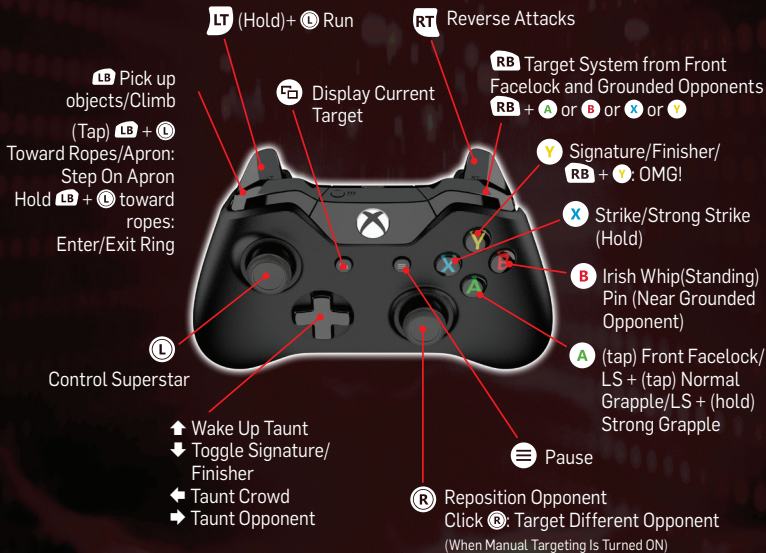 LT (Hold)+ L Run
RT Reverse Attacks
LB Pick up
objects/Climb
(Tap) LB + L
Toward Ropes/Apron:
Step On Apron
Hold LB + L toward
ropes:
Enter/Exit Ring
Display Current
Target
RB Target System from Front
Facelock and Grounded Opponents
RB + A or B or X or Y
Y Signature/Finisher/
RB + Y: OMG!
X Strike/Strong Strike
(Hold)
B Irish Whip(Standing)
Pin (Near Grounded
Opponent)
A (tap) Front Facelock/
LS + (tap) Normal
Grapple/LS + (hold)
Strong Grapple
Y
X
B
A
L
Control Superstar
Wake Up Taunt
Toggle Signature/
Finisher
Taunt Crowd
Taunt Opponent
Pause
R Reposition Opponent
Click R: Target Different Opponent
(When Manual Targeting Is Turned ON)